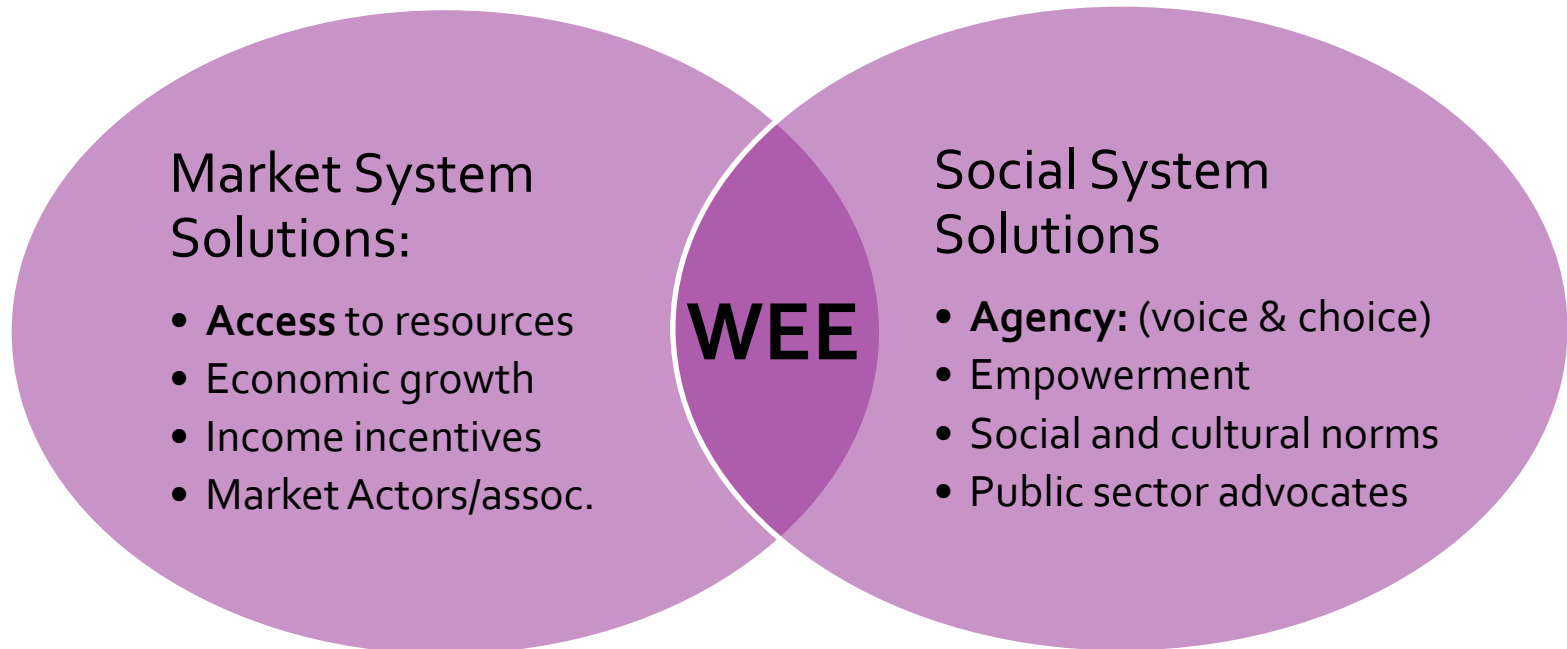 Market System
Solutions:
• Access to resources
• Economic growth
• Income incentives
• Market Actors/assoc.
WEE
Social System
Solutions
• Agency: (voice & choice)
• Empowerment
• Social and cultural norms
• Public sector advocates